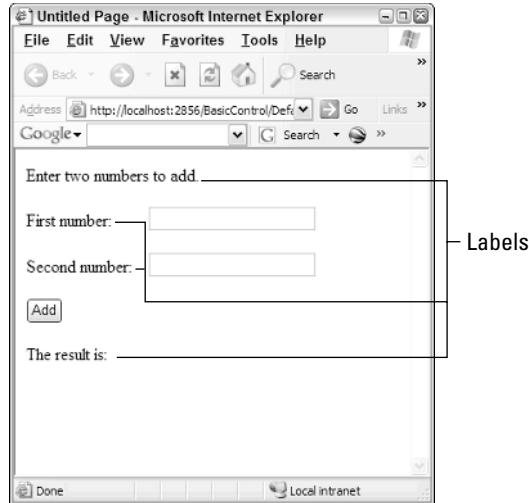 Untitled Page - Microsoft Internet Explorer
File Edit View Favorites Tools Help
Back Search »
Address http://localhost:2856/BasicControl/Defa Go Links »
Google G Search »
Enter two numbers to add.
First number:
Second number:
Add
The result is:
Labels
Done Local intranet